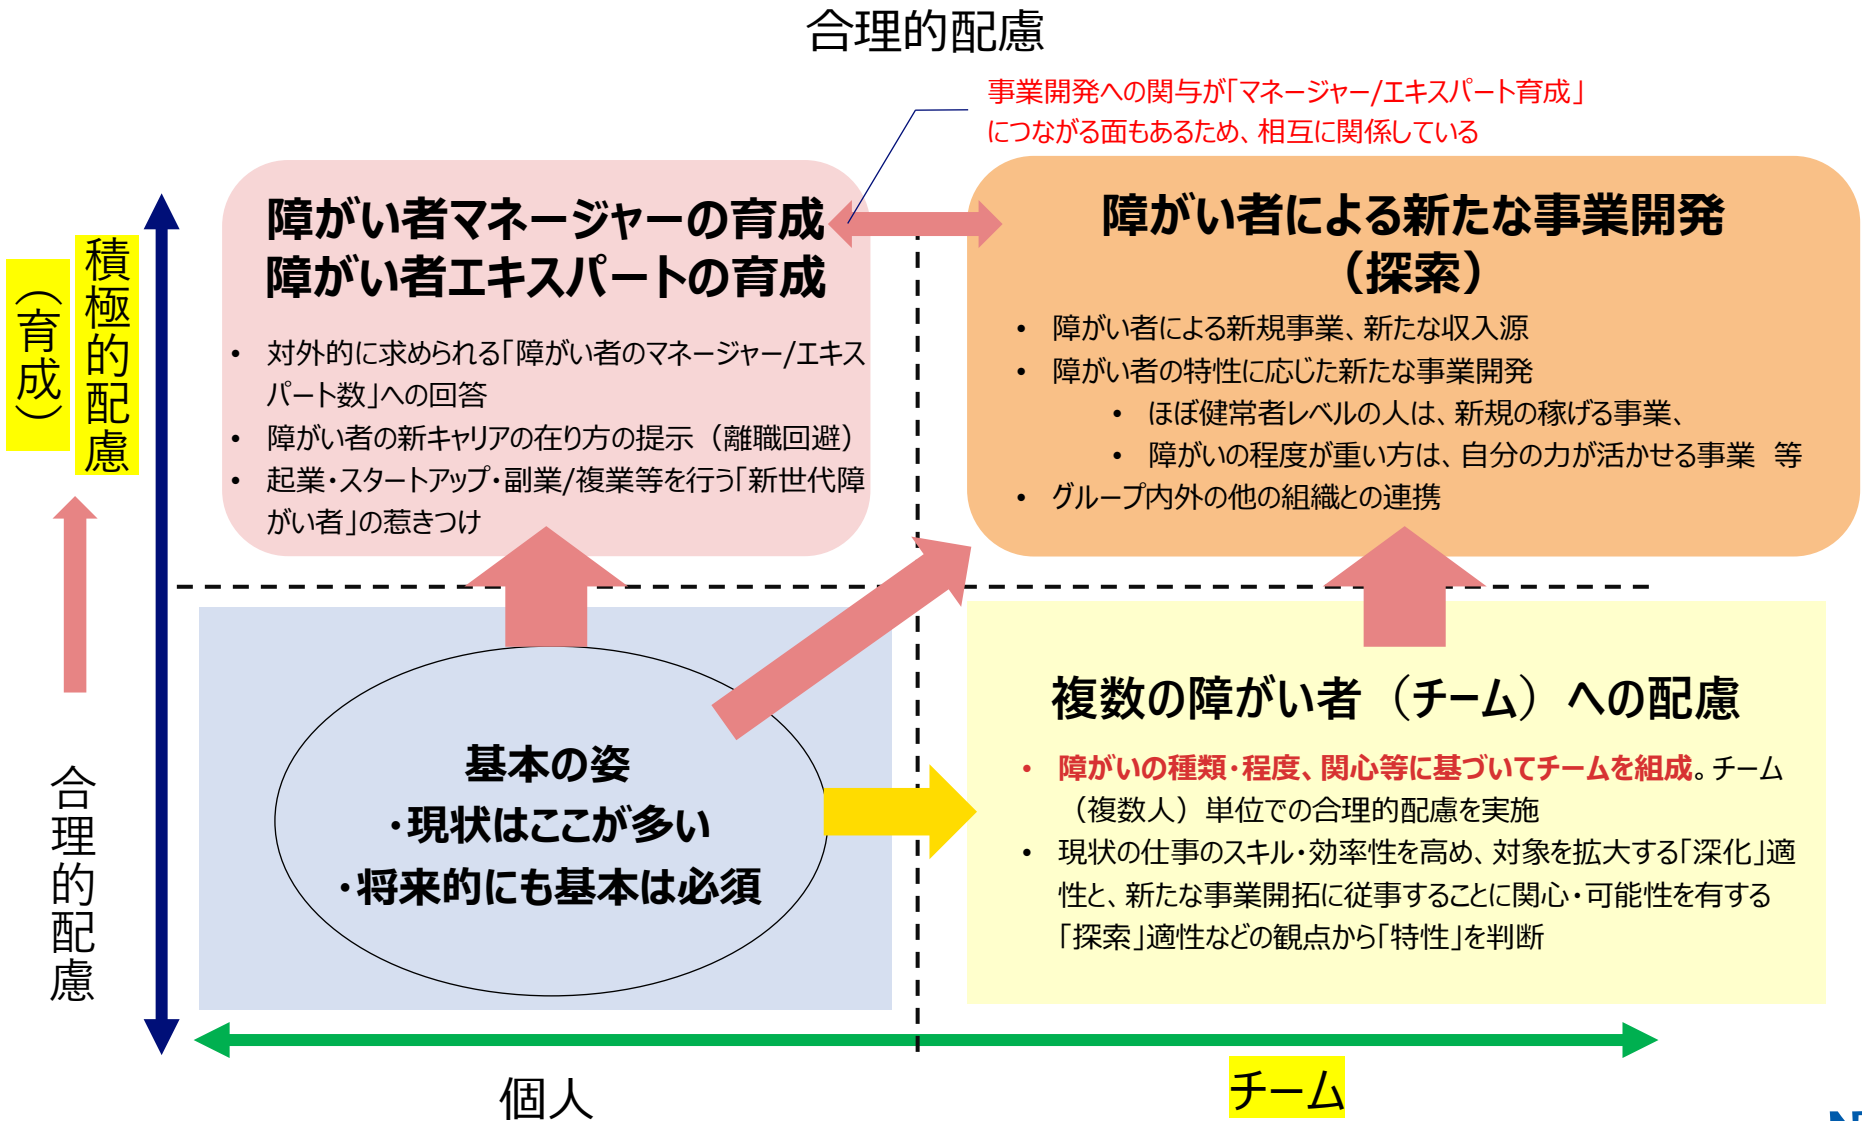 合理的配慮
事業開発への関与が「マネージャー/エキスパート育成」
につながる面もあるため、相互に関係している
積極的配慮
（育成）
合理的配慮
障がい者マネージャーの育成
障がい者エキスパートの育成
• 対外的に求められる「障がい者のマネージャー/エキス
パート数」への回答
• 障がい者の新キャリアの在り方の提示（離職回避）
• 起業・スタートアップ・副業/複業等を行う「新世代障
がい者」の惹きつけ
障がい者による新たな事業開発
（探索）
• 障がい者による新規事業、新たな収入源
• 障がい者の特性に応じた新たな事業開発
• ほぼ健常者レベルの人は、新規の稼げる事業、
• 障がいの程度が重い方は、自分の力が活かせる事業 等
• グループ内外の他の組織との連携
基本の姿
・現状はここが多い
・将来的にも基本は必須
複数の障がい者（チーム）への配慮
• 障がいの種類・程度、関心等に基づいてチームを組成。チーム
（複数人）単位での合理的配慮を実施
• 現状の仕事のスキル・効率性を高め、対象を拡大する「深化」適
性と、新たな事業開拓に従事することに関心・可能性を有する
「探索」適性などの観点から「特性」を判断
個人
チーム